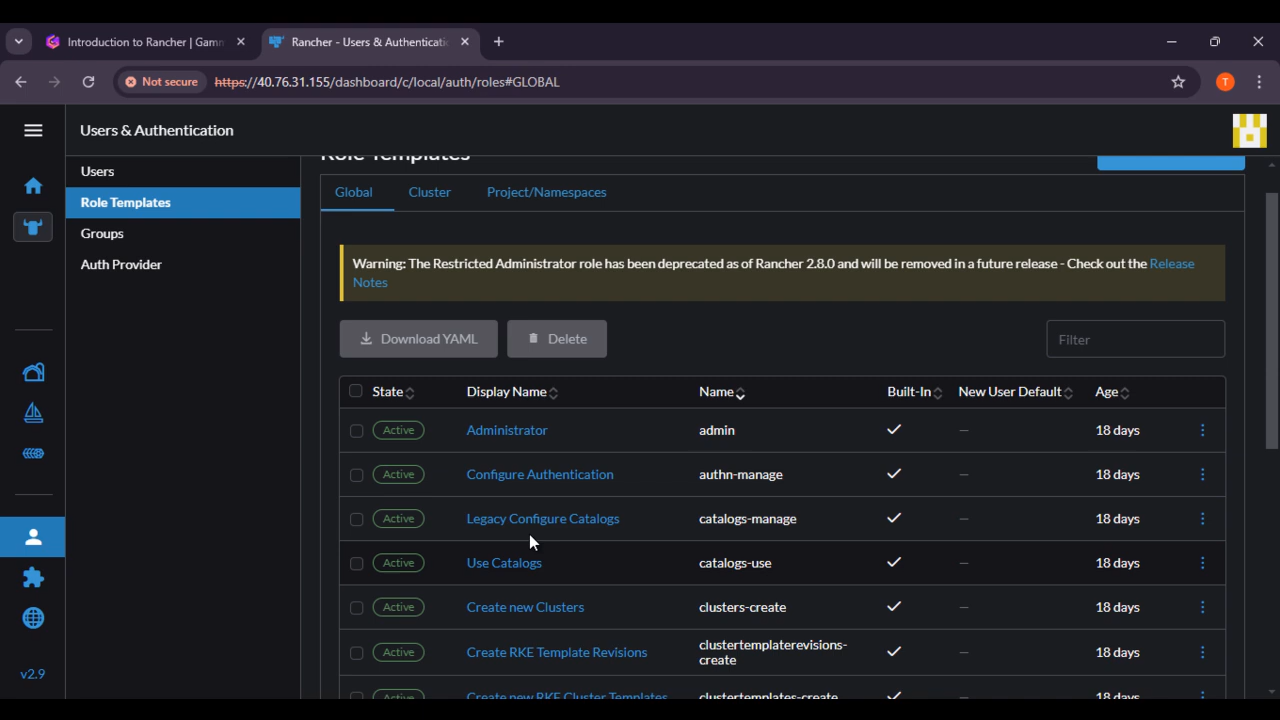 Introduction to Rancher | Gamm
Rancher - Users & Authenticati
Not secure https://40.76.31.155/dashboard/c/local/auth/roles#GLOBAL
T
Users & Authentication
Users
Role Templates
Groups
Auth Provider
v2.9
Role Templates
Global Cluster Project/Namespaces
Warning: The Restricted Administrator role has been deprecated as of Rancher 2.8.0 and will be removed in a future release - Check out the Release
Notes
Download YAML Delete Filter
State Display Name Name Built-In New User Default Age
Active Administrator admin – 18 days
Active Configure Authentication authn-manage – 18 days
Active Legacy Configure Catalogs catalogs-manage – 18 days
Active Use Catalogs catalogs-use – 18 days
Active Create new Clusters clusters-create – 18 days
Active Create RKE Template Revisions clustertemplaterevisions-
create – 18 days
Active Create new RKE Cluster Templates clustertemplates-create – 18 days